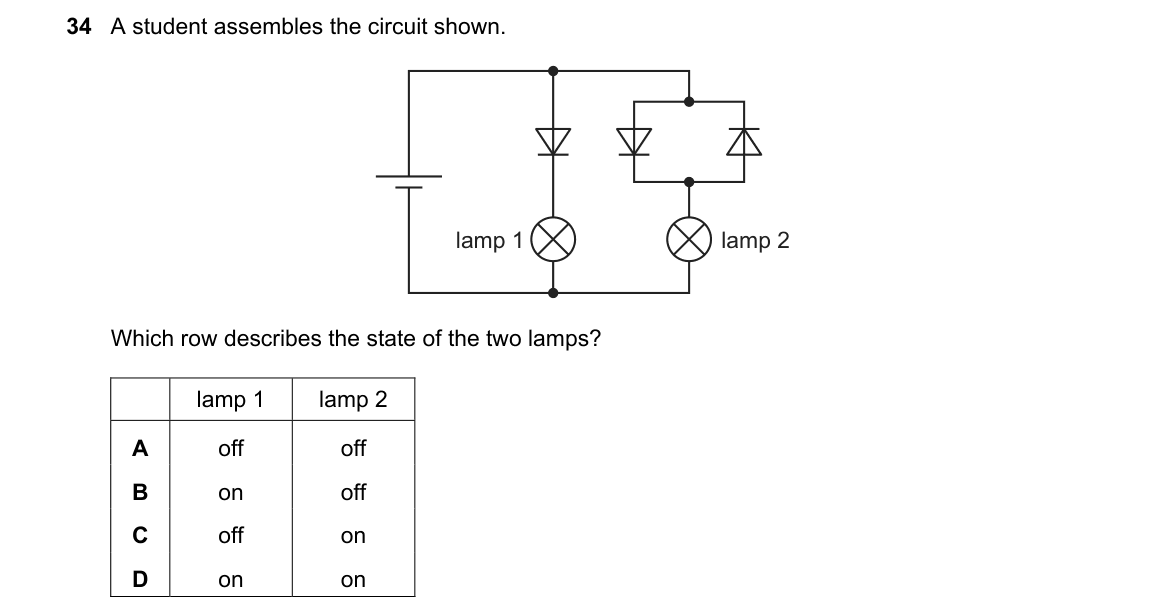 34 A student assembles the circuit shown.
lamp 1
lamp 2
Which row describes the state of the two lamps?
lamp 1 lamp 2
A off off
B on off
C off on
D on on